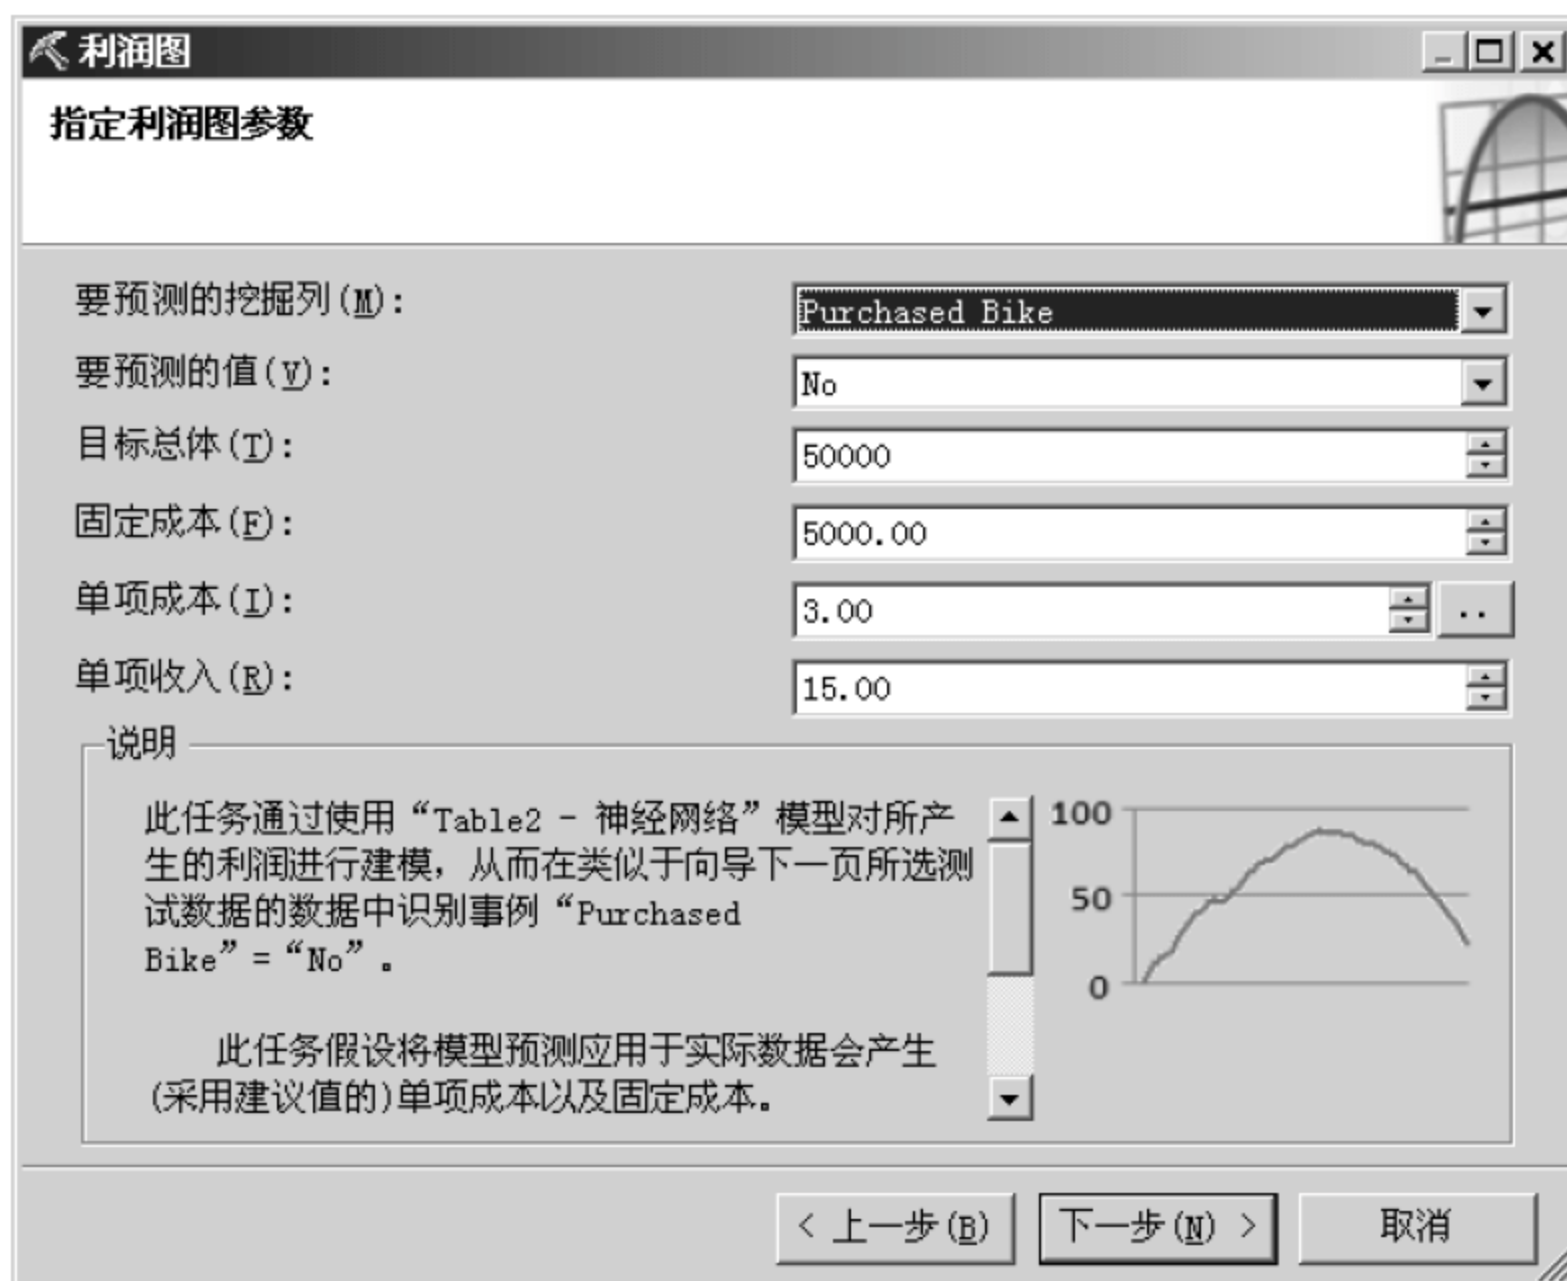 利润图
指定利润图参数
要预测的挖掘列(M): Purchased Bike
要预测的值(V): No
目标总体(T): 50000
固定成本(F): 5000.00
单项成本(I): 3.00 ..
单项收入(R): 15.00
说明
此任务通过使用“Table2 - 神经网络”模型对所产
生的利润进行建模，从而在类似于向导下一页所选测
试数据的数据中识别事例“Purchased
Bike”=“No”。
此任务假设将模型预测应用于实际数据会产生
(采用建议值的)单项成本以及固定成本。
100
50
0
< 上一步(B) 下一步(N) > 取消